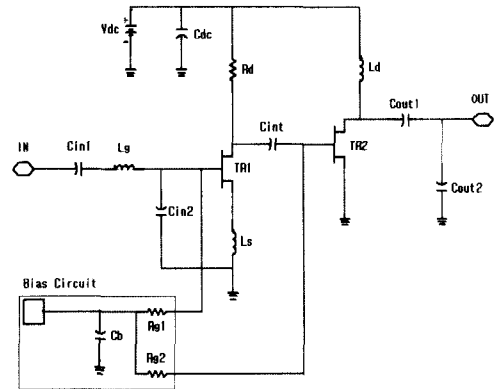 Vdc
Cdc
Rd
Ld
Cout1
OUT
IN
Cin1
Lg
TR1
Cint
TR2
Cin2
Ls
Cout2
Bias Circuit
Rg1
Cb
Rg2